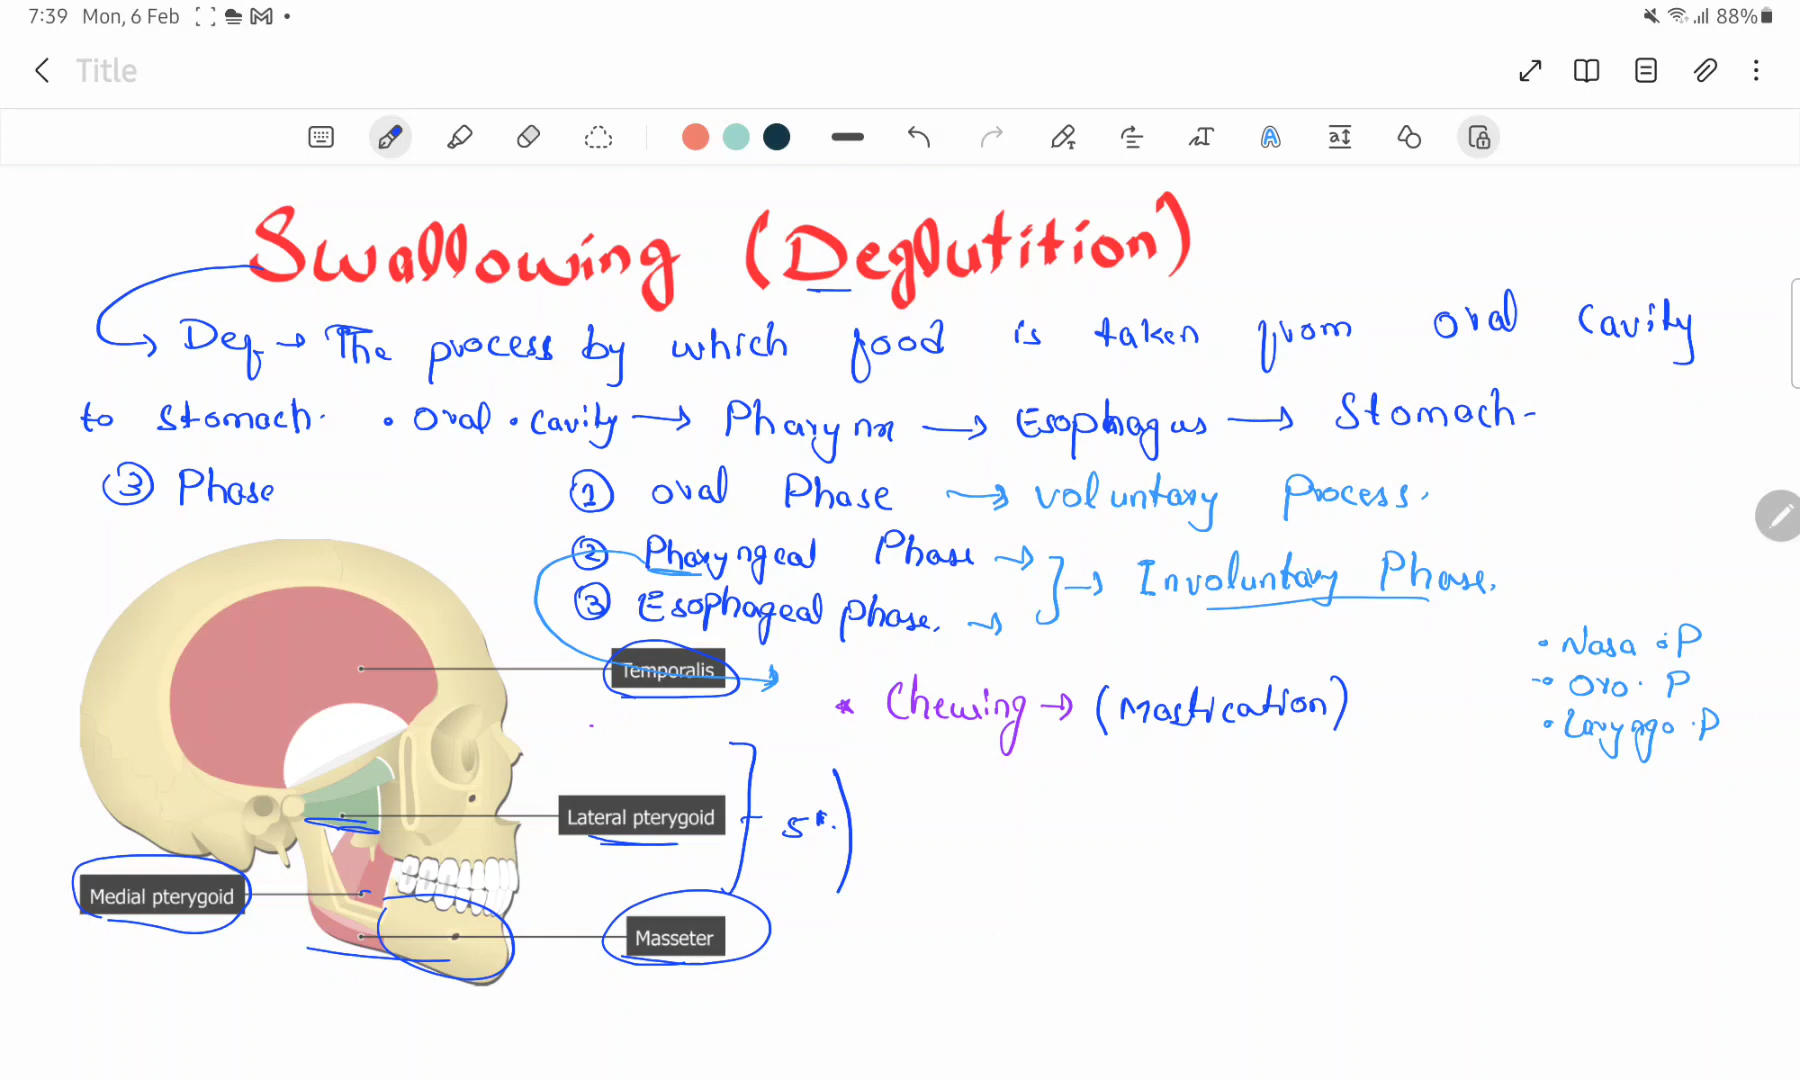 7:39 Mon, 6 Feb 88%
Title
Swallowing (Deglutition)
Def → The process by which food is taken from oral cavity
to stomach. • oral • cavity → Pharynx → Esophagus → Stomach-
③ Phase ① oral Phase → voluntary Process.
② Pharyngeal Phase → } → Involuntary Phase.
③ Esophageal phase. →
• Nasa • P
Temporalis
-• Oro • P
* Chewing → (Mastication)
• Laryngo • P
Lateral pterygoid
5*.
Medial pterygoid
Masseter